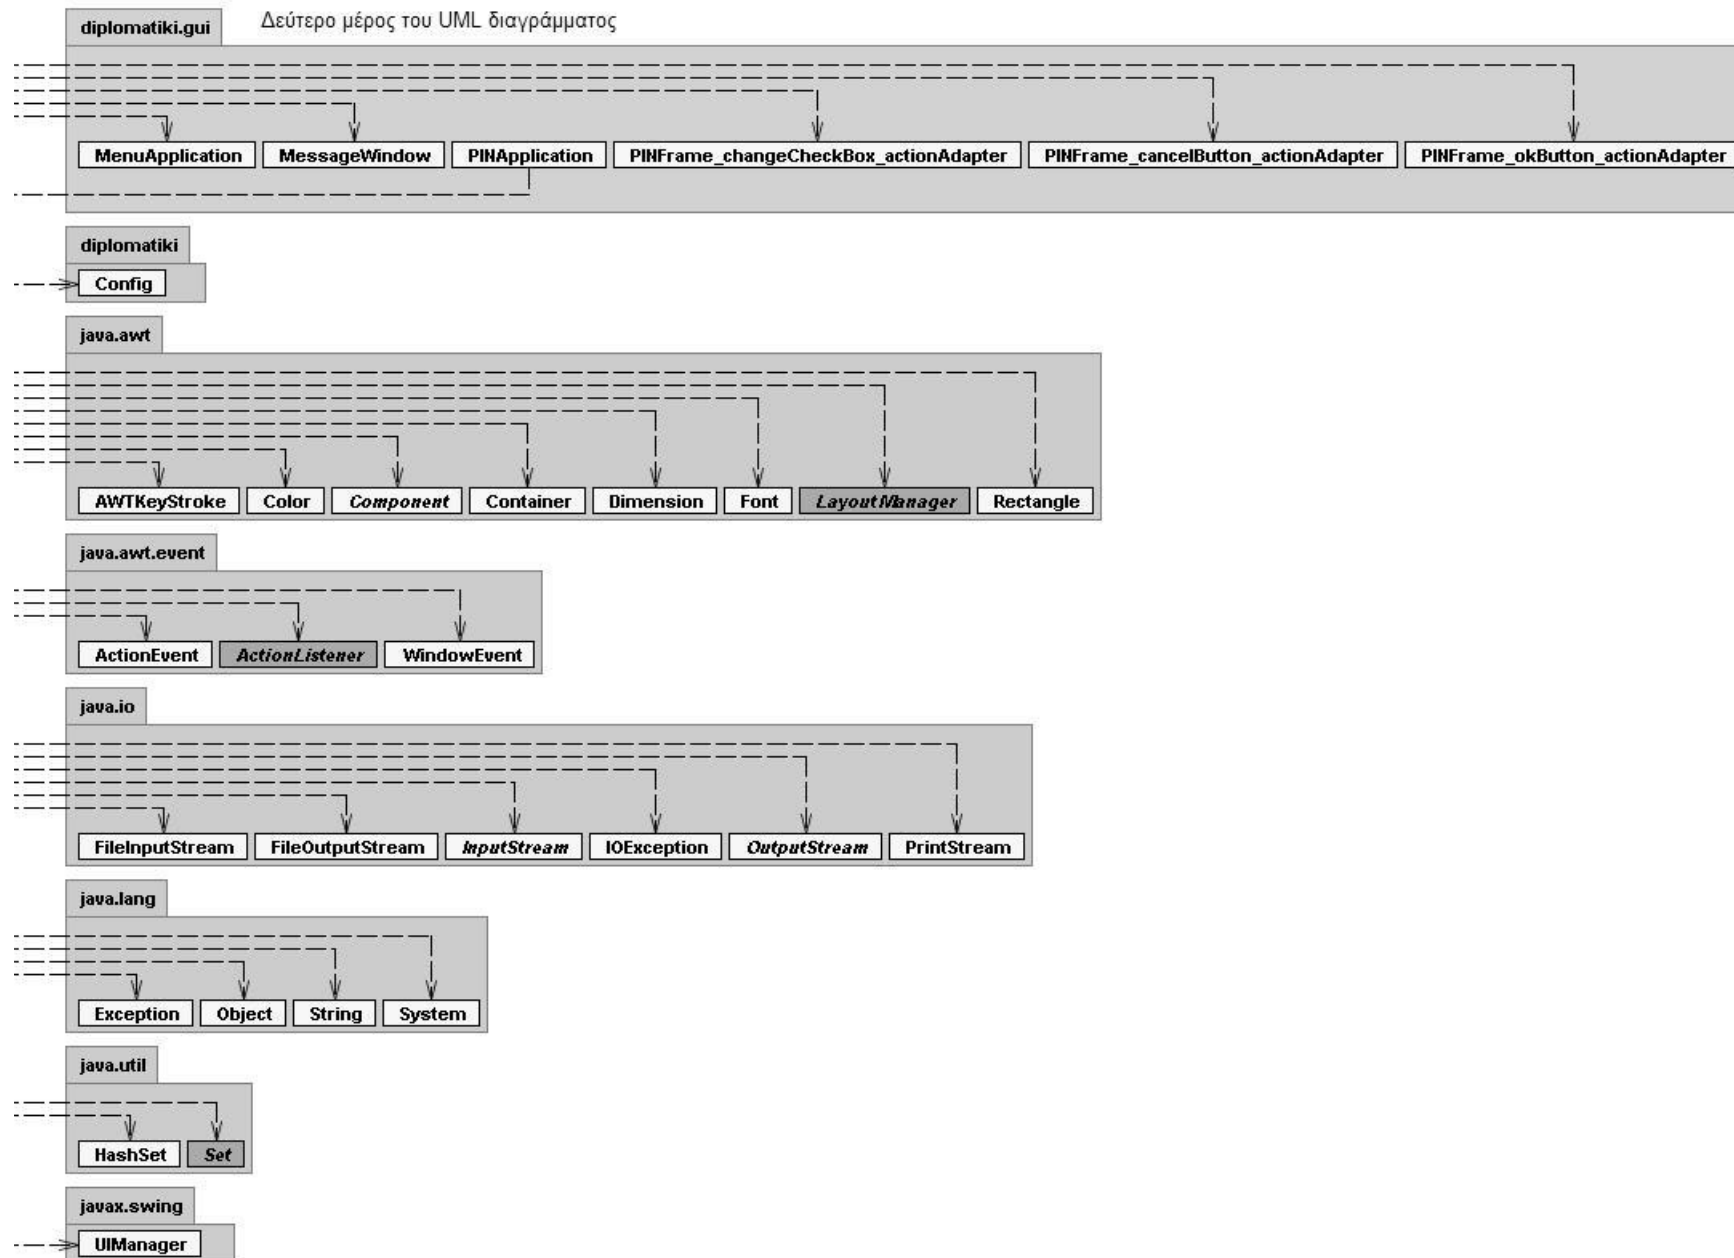 diplomatiki.gui
Δεύτερο μέρος του UML διαγράμματος
MenuApplication MessageWindow PINApplication PINFrame_changeCheckBox_actionAdapter PINFrame_cancelButton_actionAdapter PINFrame_okButton_actionAdapter
diplomatiki
Config
java.awt
AWTKeyStroke Color Component Container Dimension Font LayoutManager Rectangle
java.awt.event
ActionEvent ActionListener WindowEvent
java.io
FileInputStream FileOutputStream InputStream IOException OutputStream PrintStream
java.lang
Exception Object String System
java.util
HashSet Set
javax.swing
UIManager